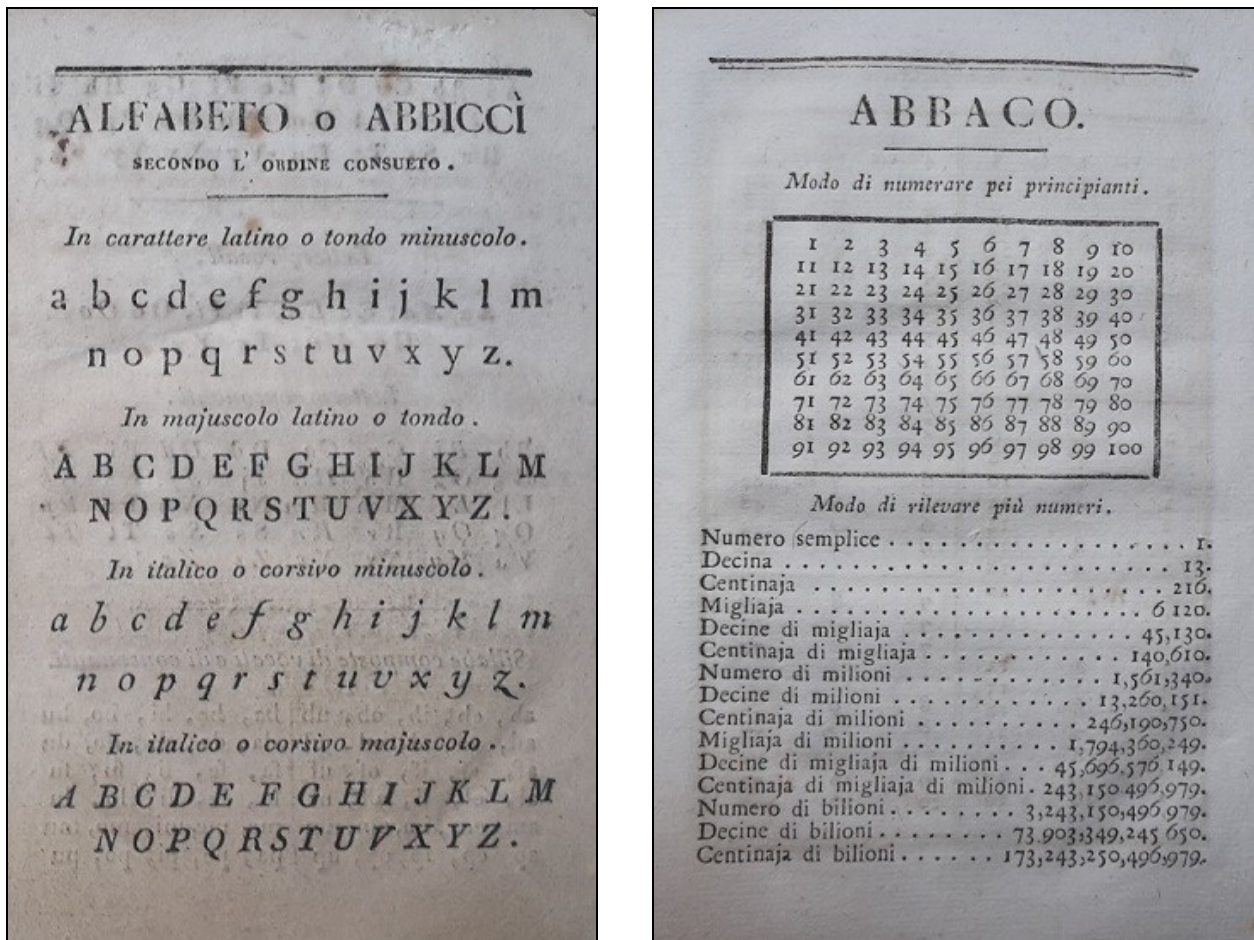 ALFABETO o ABBICCÌ
SECONDO L' ORDINE CONSUETO.
In carattere latino o tondo minuscolo.
a b c d e f g h i j k l m
n o p q r s t u v x y z.
In majuscolo latino o tondo.
A B C D E F G H I J K L M
N O P Q R S T U V X Y Z.
In italico o corsivo minuscolo.
a b c d e f g h i j k l m
n o p q r s t u v x y z.
In italico o corsivo majuscolo.
A B C D E F G H I J K L M
N O P Q R S T U V X Y Z.
ABBACO.
Modo di numerare pei principianti.
1 2 3 4 5 6 7 8 9 10
11 12 13 14 15 16 17 18 19 20
21 22 23 24 25 26 27 28 29 30
31 32 33 34 35 36 37 38 39 40
41 42 43 44 45 46 47 48 49 50
51 52 53 54 55 56 57 58 59 60
61 62 63 64 65 66 67 68 69 70
71 72 73 74 75 76 77 78 79 80
81 82 83 84 85 86 87 88 89 90
91 92 93 94 95 96 97 98 99 100
Modo di rilevare più numeri.
Numero semplice . . . . . . . . . . . . . . . . . . 1.
Decina . . . . . . . . . . . . . . . . . . . . . . . 13.
Centinaja . . . . . . . . . . . . . . . . . . . . . 216.
Migliaja . . . . . . . . . . . . . . . . . . . . . 6 120.
Decine di migliaja . . . . . . . . . . . . . 45,130.
Centinaja di migliaja . . . . . . . . . . . . 140,610.
Numero di milioni . . . . . . . . . . . . 1,561,340.
Decine di milioni . . . . . . . . . . . . 13,260,151.
Centinaja di milioni . . . . . . . . . . . 246,190,750.
Migliaja di milioni . . . . . . . . . . 1,794,360,249.
Decine di migliaja di milioni . . . 45,696,576,149.
Centinaja di migliaja di milioni . 243,150 496,979.
Numero di bilioni . . . . . . . . 3,243,150,496,979.
Decine di bilioni . . . . . . . . 73.903,349,245 650.
Centinaja di bilioni . . . . . . 173,243,250,496,979.